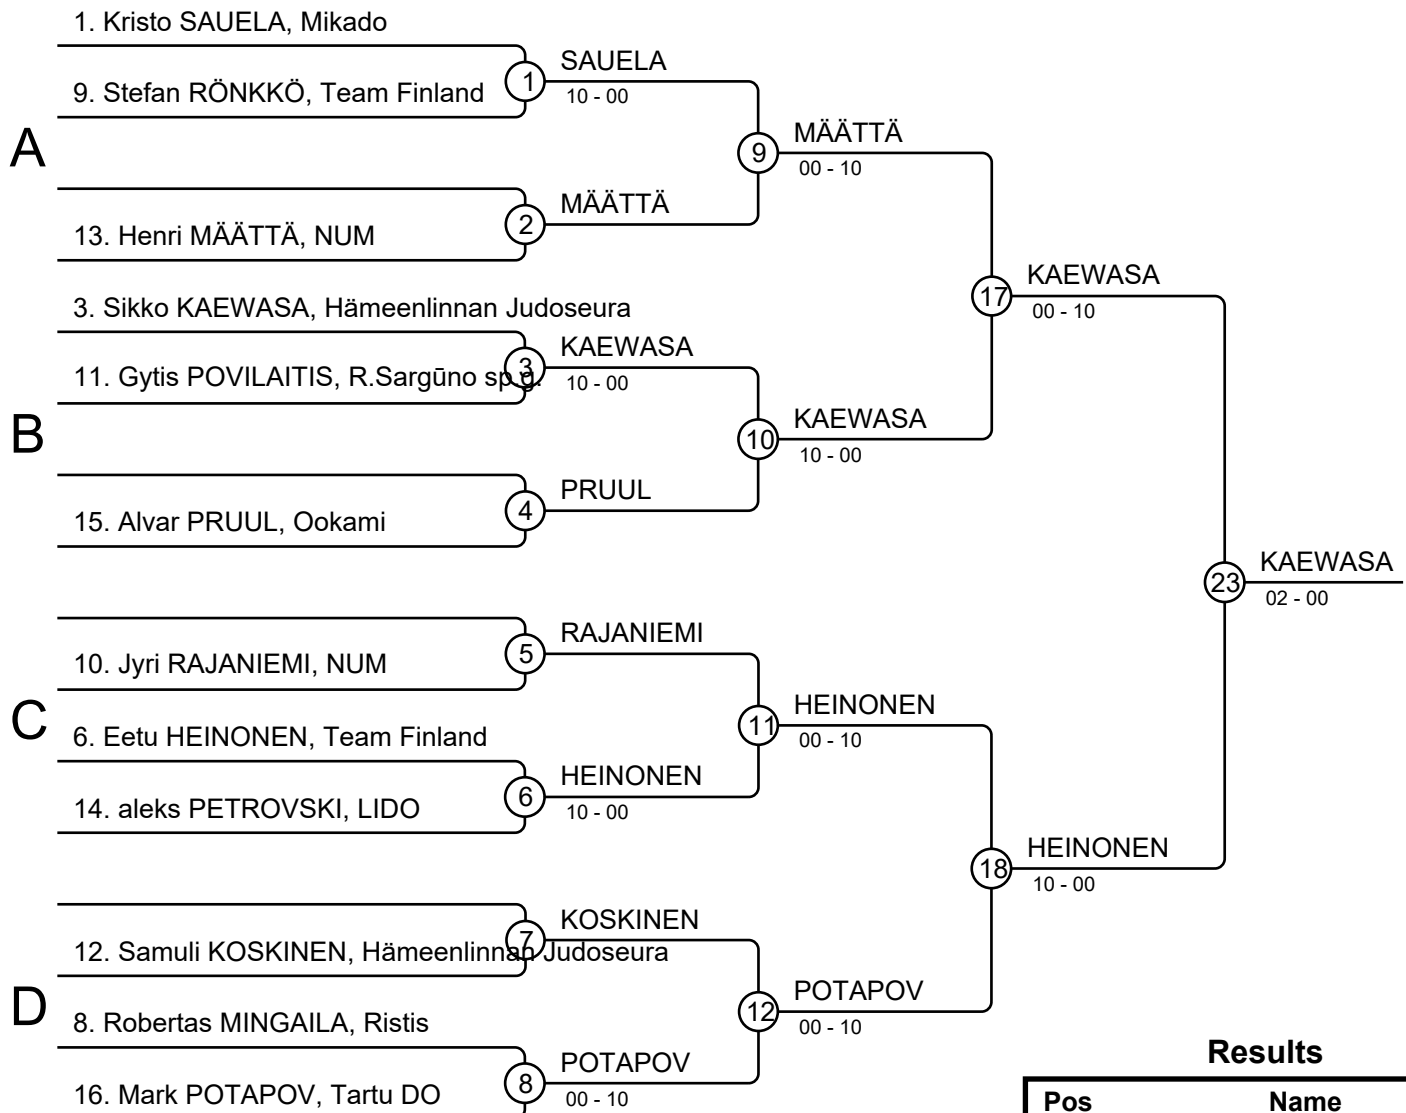 1. Kristo SAUELA, Mikado
SAUELA
9. Stefan RÖNKKÖ, Team Finland
1
10 - 00
MÄÄTTÄ
A
9
00 - 10
MÄÄTTÄ
2
13. Henri MÄÄTTÄ, NUM
KAEWASA
3. Sikko KAEWASA, Hämeenlinnan Judoseura
17
00 - 10
KAEWASA
3
11. Gytis POVILAITIS, R.Sargūno sp.g.
10 - 00
KAEWASA
B
10
10 - 00
PRUUL
4
15. Alvar PRUUL, Ookami
KAEWASA
23
02 - 00
RAJANIEMI
5
10. Jyri RAJANIEMI, NUM
HEINONEN
C
11
6. Eetu HEINONEN, Team Finland
00 - 10
HEINONEN
6
14. aleks PETROVSKI, LIDO
10 - 00
HEINONEN
18
10 - 00
KOSKINEN
7
12. Samuli KOSKINEN, Hämeenlinnan Judoseura
POTAPOV
D
12
8. Robertas MINGAILA, Ristis
00 - 10
Results
POTAPOV
8
16. Mark POTAPOV, Tartu DO
00 - 10
Pos Name